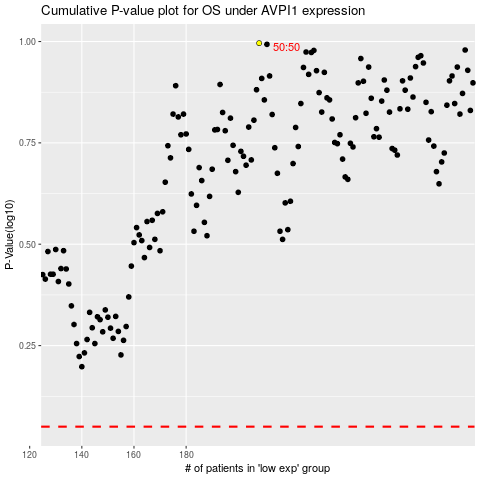 Cumulative P-value plot for OS under AVPI1 expression
P-Value(log10)
1.00
0.75
0.50
0.25
50:50
120 140 160 180
# of patients in 'low exp' group